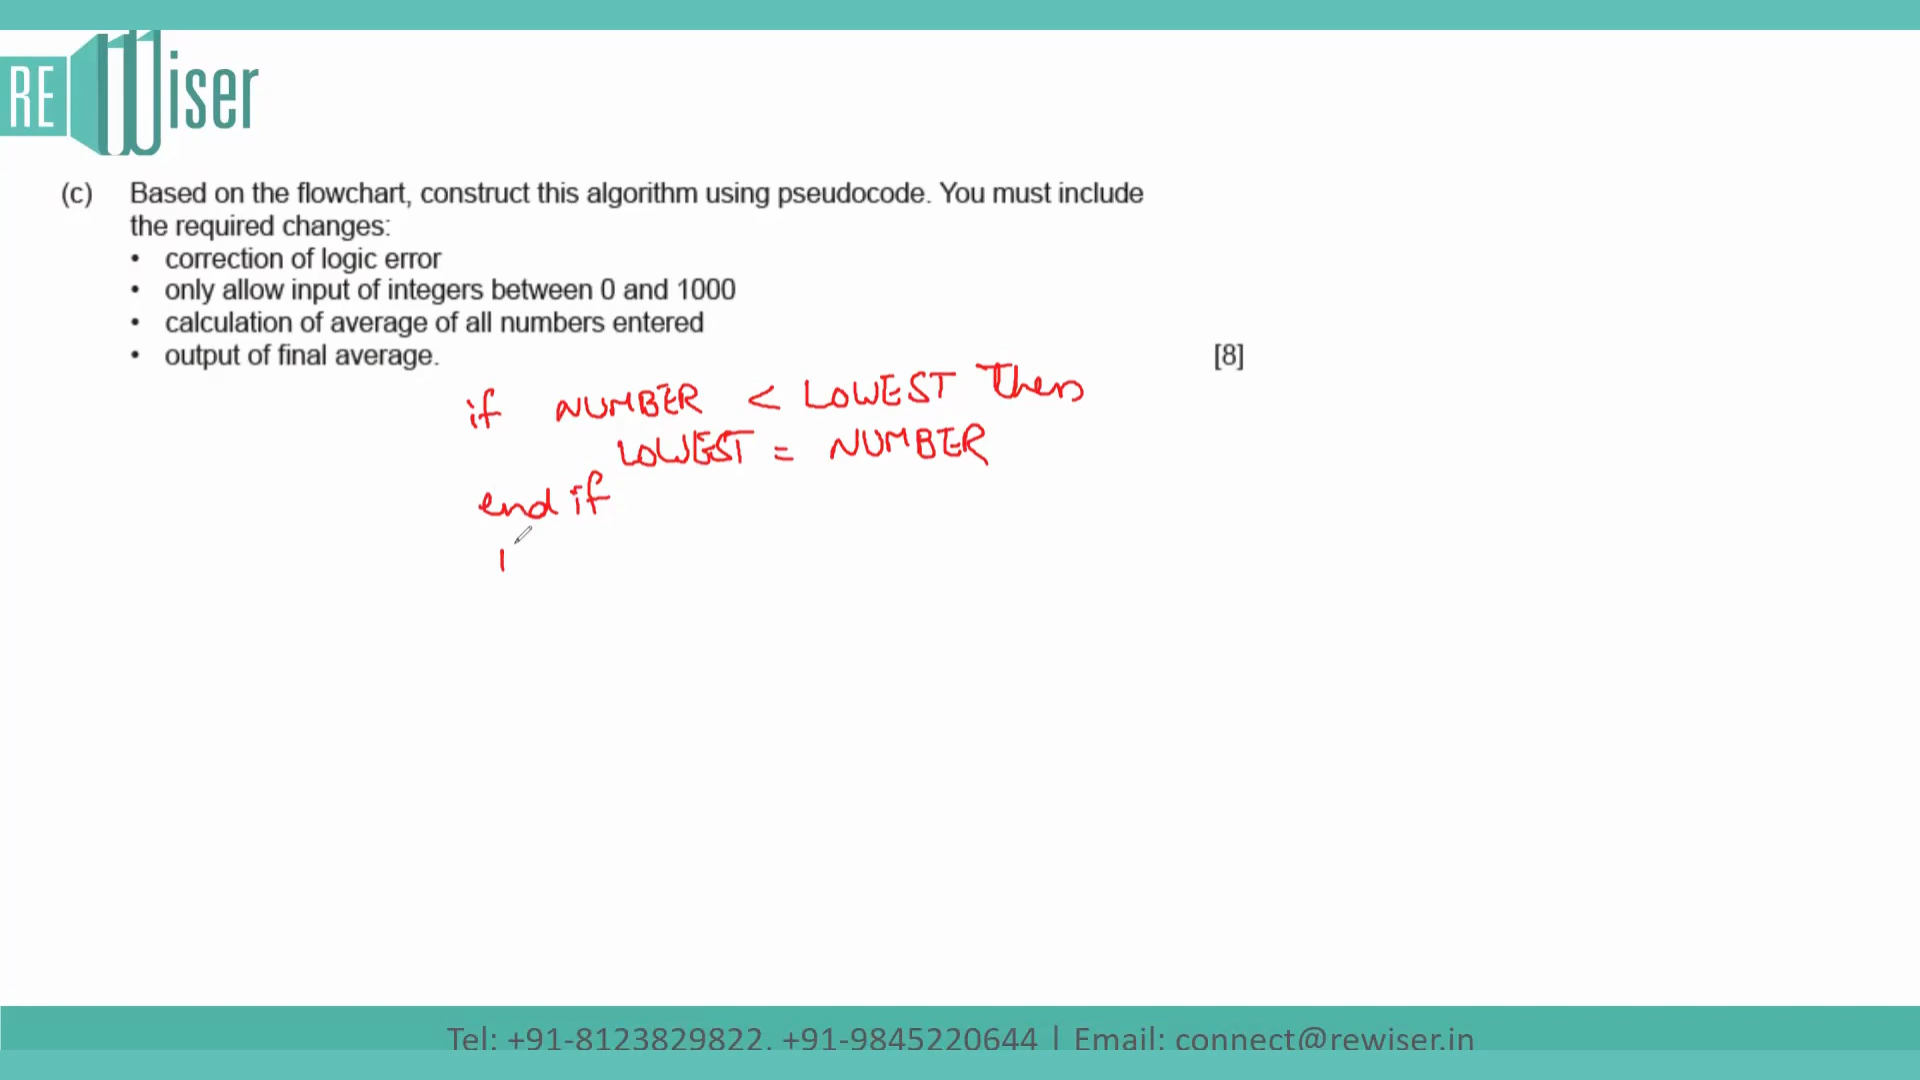 REWiser
(c) Based on the flowchart, construct this algorithm using pseudocode. You must include
the required changes:
• correction of logic error
• only allow input of integers between 0 and 1000
• calculation of average of all numbers entered
• output of final average.
[8]
if NUMBER < LOWEST Then
LOWEST = NUMBER
end if
I
Tel: +91-8123829822, +91-9845220644 | Email: connect@rewiser.in